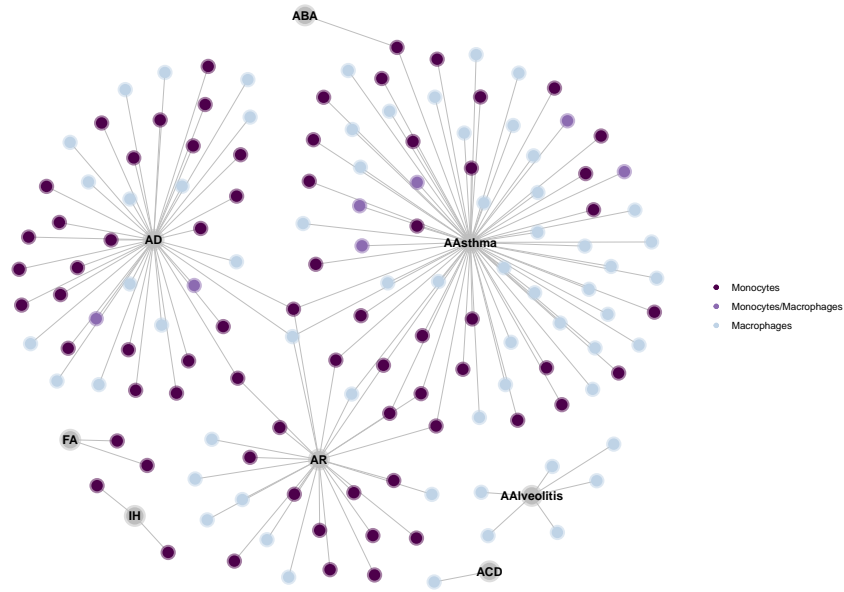 ABA
AD
AAsthma
Monocytes
Monocytes/Macrophages
Macrophages
FA
AR
AAlveolitis
IH
ACD